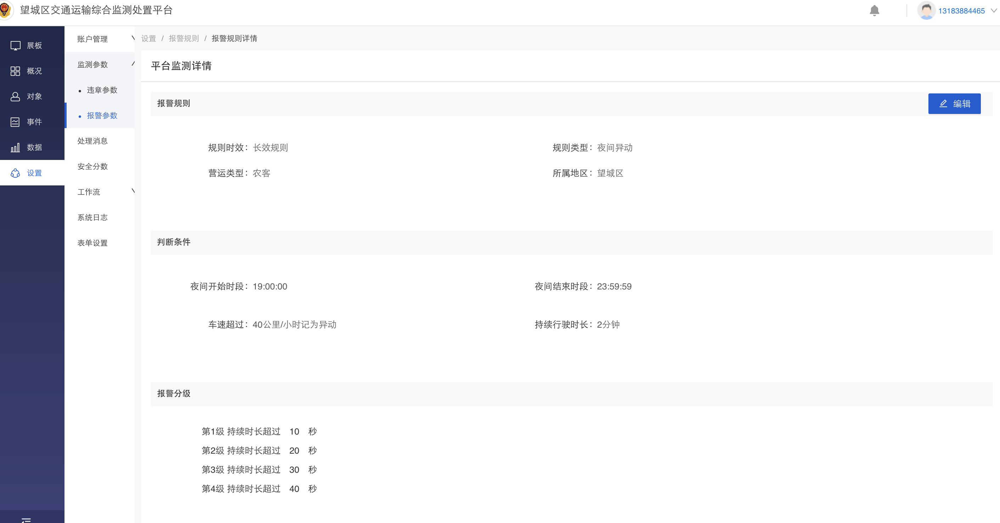 望城区交通运输综合监测处置平台
13183884465
展板
概况
对象
事件
数据
设置
账户管理
监测参数
违章参数
报警参数
处理消息
安全分数
工作流
系统日志
表单设置
设置 / 报警规则 / 报警规则详情
平台监测详情
报警规则
编辑
规则时效：长效规则 规则类型：夜间异动
营运类型：农客 所属地区：望城区
判断条件
夜间开始时段：19:00:00 夜间结束时段：23:59:59
车速超过：40公里/小时记为异动 持续行驶时长：2分钟
报警分级
第1级 持续时长超过 10 秒
第2级 持续时长超过 20 秒
第3级 持续时长超过 30 秒
第4级 持续时长超过 40 秒